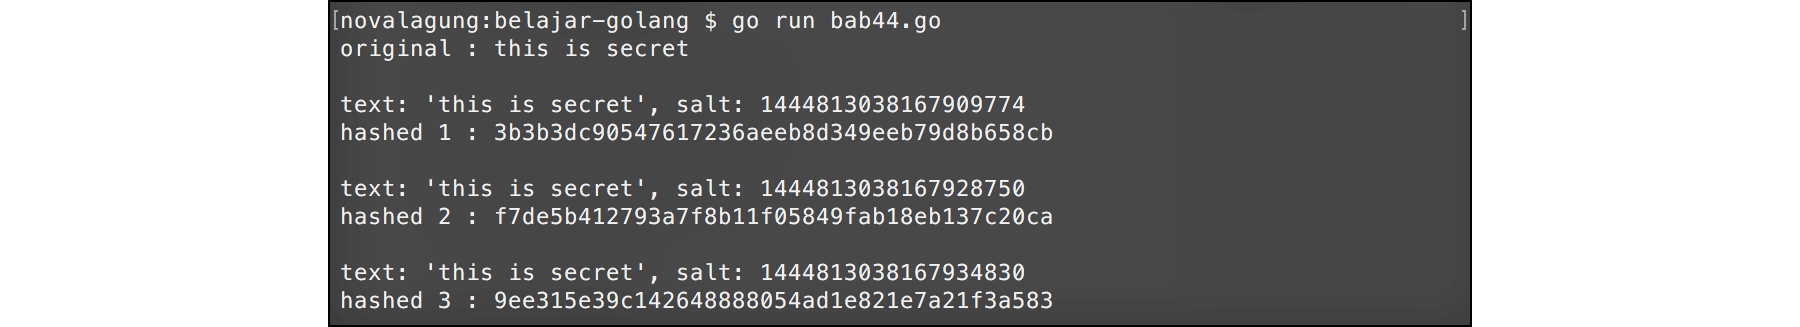 [novalagung:belajar-golang $ go run bab44.go ]
original : this is secret
text: 'this is secret', salt: 1444813038167909774
hashed 1 : 3b3b3dc90547617236aeeb8d349eeb79d8b658cb
text: 'this is secret', salt: 1444813038167928750
hashed 2 : f7de5b412793a7f8b11f05849fab18eb137c20ca
text: 'this is secret', salt: 1444813038167934830
hashed 3 : 9ee315e39c142648888054ad1e821e7a21f3a583